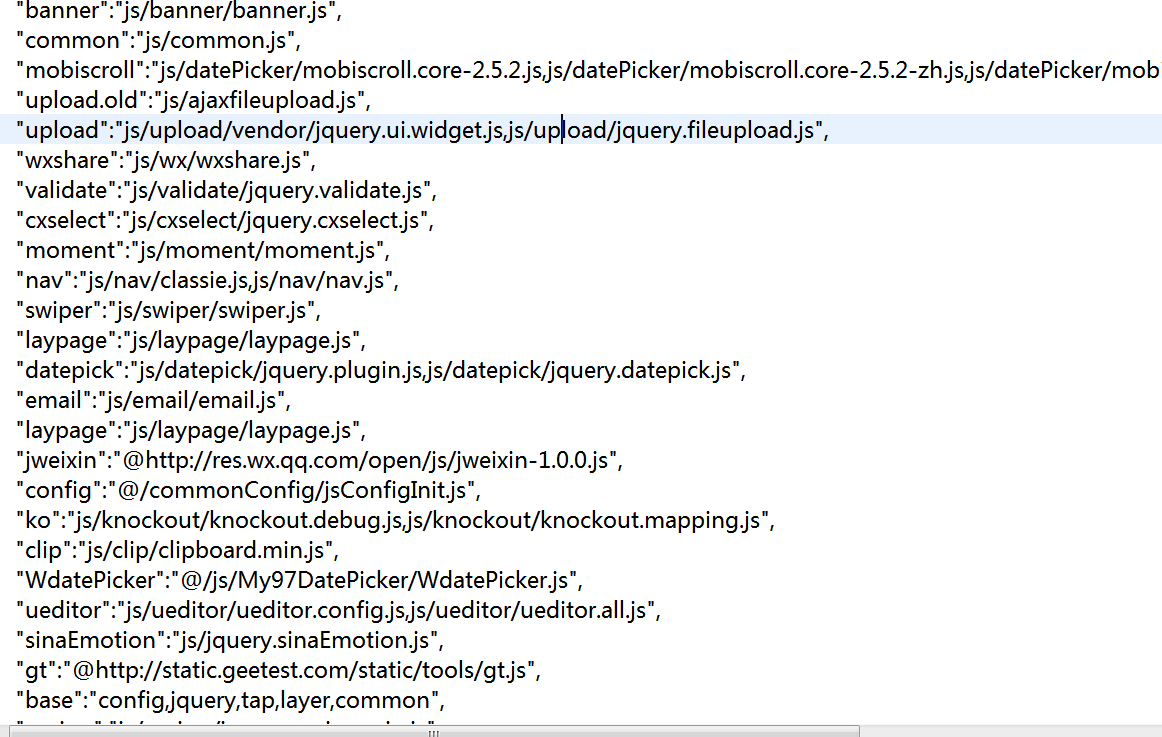 "banner":"js/banner/banner.js",
"common":"js/common.js",
"mobiscroll":"js/datePicker/mobiscroll.core-2.5.2.js,js/datePicker/mobiscroll.core-2.5.2-zh.js,js/datePicker/mobi
"upload.old":"js/ajaxfileupload.js",
"upload":"js/upload/vendor/jquery.ui.widget.js,js/upload/jquery.fileupload.js",
"wxshare":"js/wx/wxshare.js",
"validate":"js/validate/jquery.validate.js",
"cxselect":"js/cxselect/jquery.cxselect.js",
"moment":"js/moment/moment.js",
"nav":"js/nav/classie.js,js/nav/nav.js",
"swiper":"js/swiper/swiper.js",
"laypage":"js/laypage/laypage.js",
"datepick":"js/datepick/jquery.plugin.js,js/datepick/jquery.datepick.js",
"email":"js/email/email.js",
"laypage":"js/laypage/laypage.js",
"jweixin":"@http://res.wx.qq.com/open/js/jweixin-1.0.0.js",
"config":"@/commonConfig/jsConfigInit.js",
"ko":"js/knockout/knockout.debug.js,js/knockout/knockout.mapping.js",
"clip":"js/clip/clipboard.min.js",
"WdatePicker":"@/js/My97DatePicker/WdatePicker.js",
"ueditor":"js/ueditor/ueditor.config.js,js/ueditor/ueditor.all.js",
"sinaEmotion":"js/jquery.sinaEmotion.js",
"gt":"@http://static.geetest.com/static/tools/gt.js",
"base":"config,jquery,tap,layer,common",